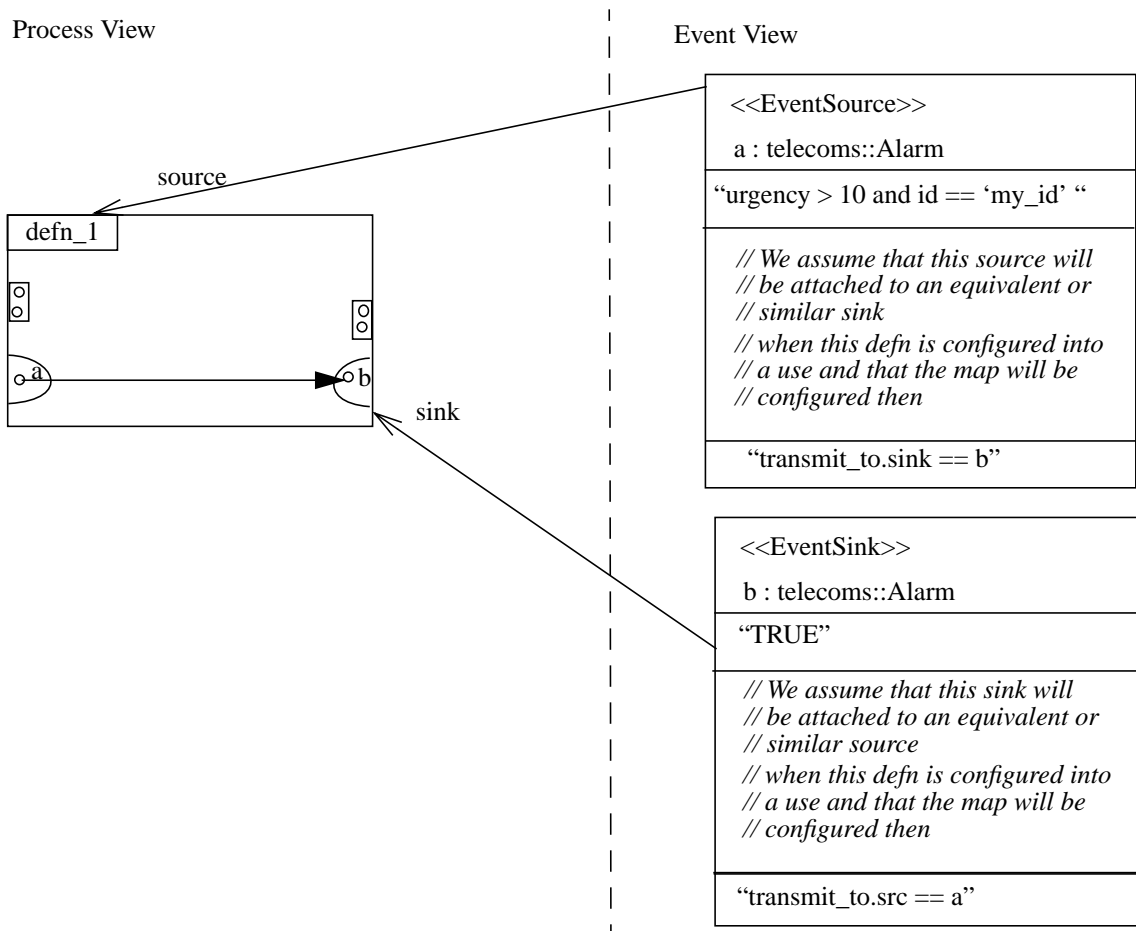 Process View
source
defn_1
a
b
sink
Event View
<<EventSource>>
a : telecoms::Alarm
“urgency > 10 and id == ‘my_id’ “
// We assume that this source will
// be attached to an equivalent or
// similar sink
// when this defn is configured into
// a use and that the map will be
// configured then
“transmit_to.sink == b”
<<EventSink>>
b : telecoms::Alarm
“TRUE”
// We assume that this sink will
// be attached to an equivalent or
// similar source
// when this defn is configured into
// a use and that the map will be
// configured then
“transmit_to.src == a”